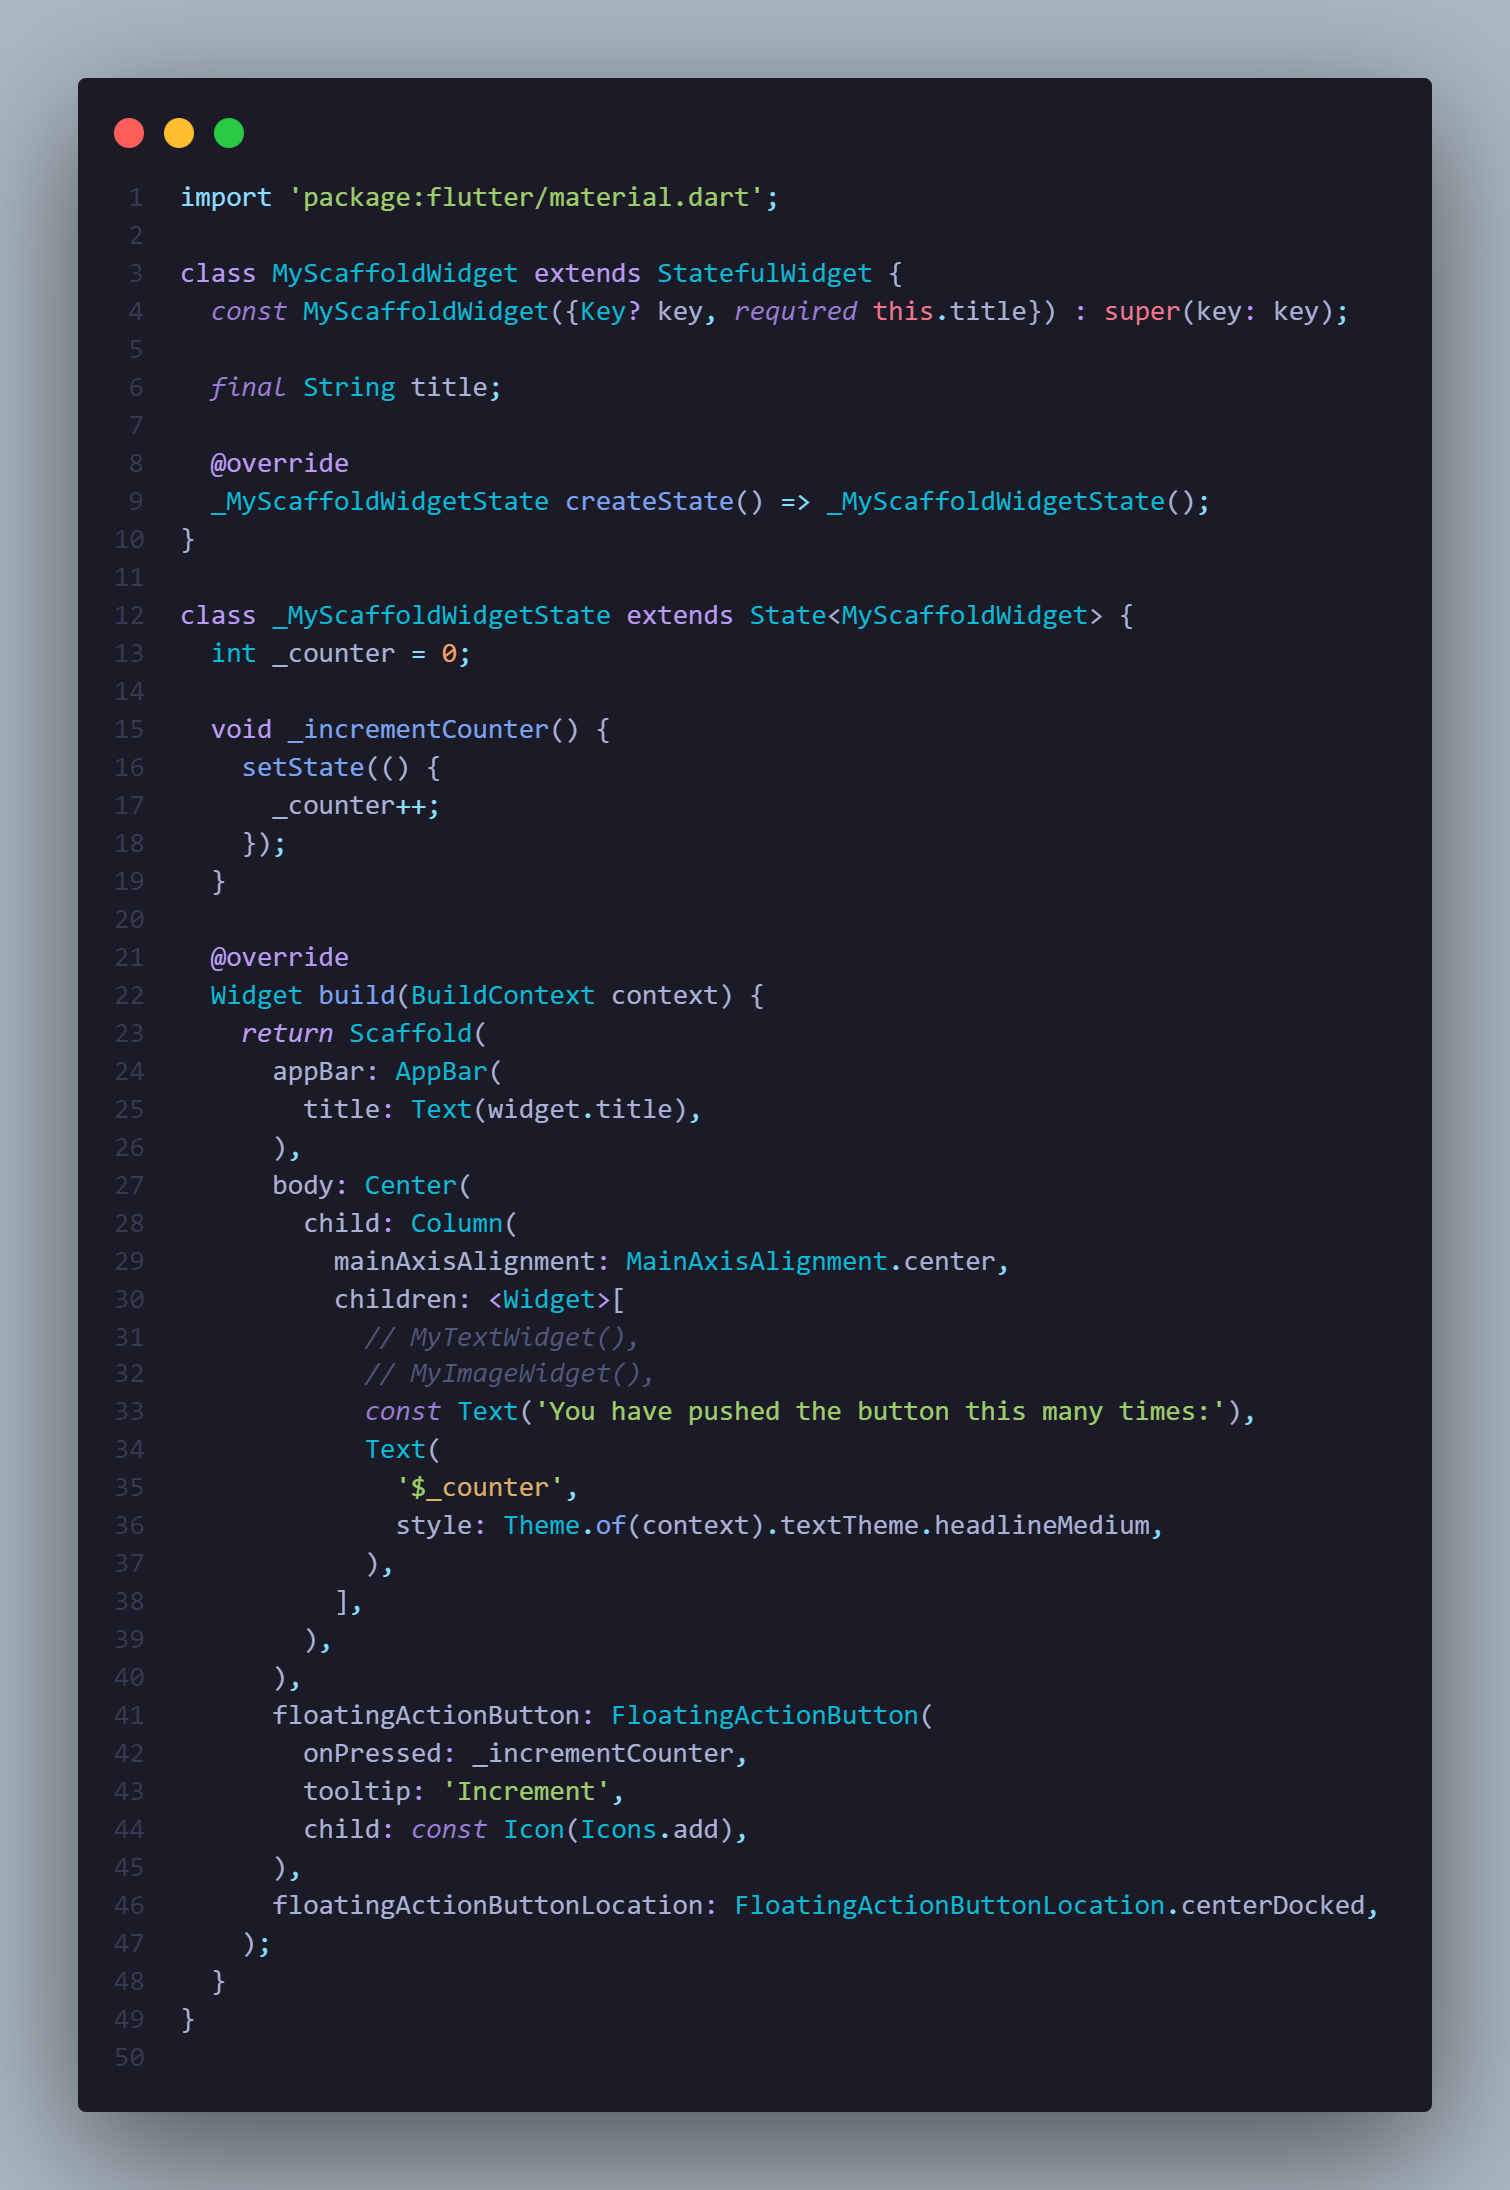 1 import 'package:flutter/material.dart';
2
3 class MyScaffoldWidget extends StatefulWidget {
4   const MyScaffoldWidget({Key? key, required this.title}) : super(key: key);
5
6   final String title;
7
8   @override
9   _MyScaffoldWidgetState createState() => _MyScaffoldWidgetState();
10 }
11
12 class _MyScaffoldWidgetState extends State<MyScaffoldWidget> {
13   int _counter = 0;
14
15   void _incrementCounter() {
16     setState(() {
17       _counter++;
18     });
19   }
20
21   @override
22   Widget build(BuildContext context) {
23     return Scaffold(
24       appBar: AppBar(
25         title: Text(widget.title),
26       ),
27       body: Center(
28         child: Column(
29           mainAxisAlignment: MainAxisAlignment.center,
30           children: <Widget>[
31             // MyTextWidget(),
32             // MyImageWidget(),
33             const Text('You have pushed the button this many times:'),
34             Text(
35               '$_counter',
36               style: Theme.of(context).textTheme.headlineMedium,
37             ),
38           ],
39         ),
40       ),
41       floatingActionButton: FloatingActionButton(
42         onPressed: _incrementCounter,
43         tooltip: 'Increment',
44         child: const Icon(Icons.add),
45       ),
46       floatingActionButtonLocation: FloatingActionButtonLocation.centerDocked,
47     );
48   }
49 }
50